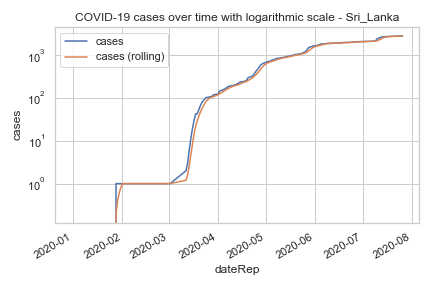 COVID-19 cases over time with logarithmic scale - Sri_Lanka
cases
cases (rolling)
10³
10²
10¹
10⁰
cases
2020-01
2020-02
2020-03
2020-04
2020-05
2020-06
2020-07
2020-08
dateRep